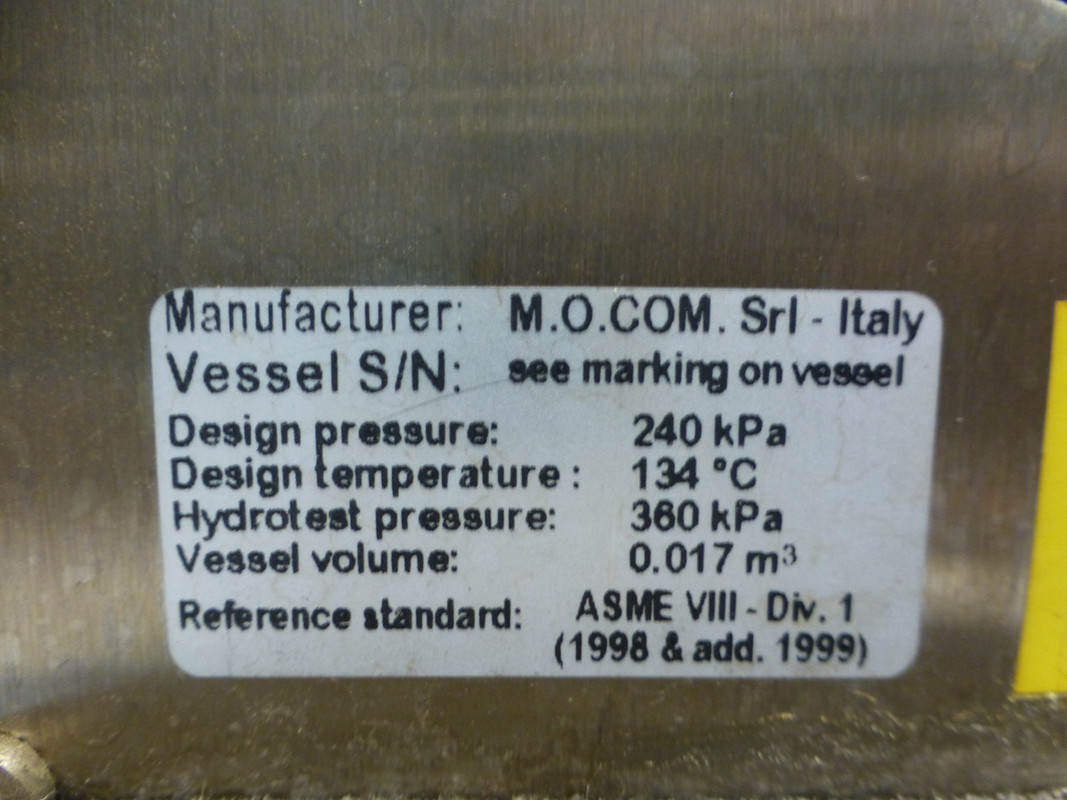 Manufacturer: M.O.COM. Srl - Italy
Vessel S/N: see marking on vessel
Design pressure: 240 kPa
Design temperature : 134 °C
Hydrotest pressure: 360 kPa
Vessel volume: 0.017 m³
Reference standard: ASME VIII - Div. 1
(1998 & add. 1999)